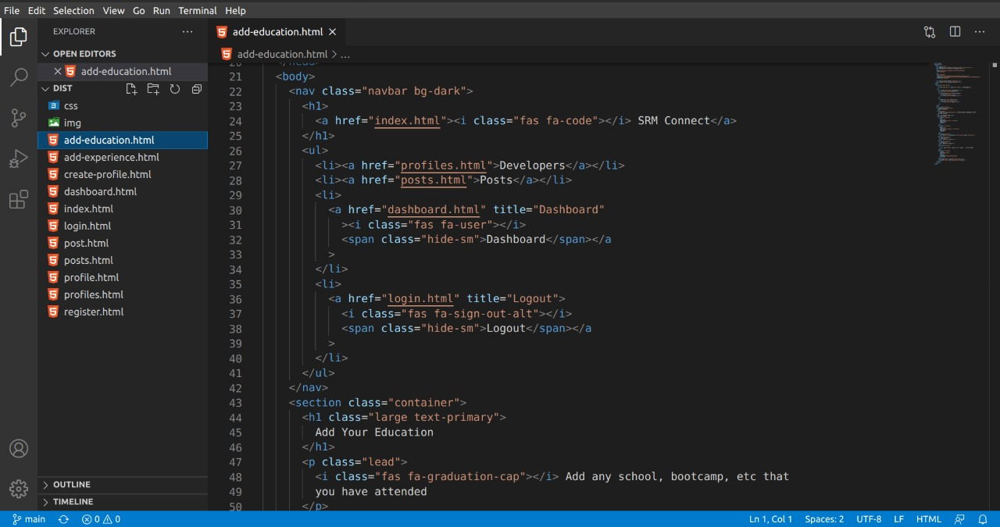 File Edit Selection View Go Run Terminal Help
EXPLORER
OPEN EDITORS
add-education.html
DIST
css
img
add-education.html
add-experience.html
create-profile.html
dashboard.html
index.html
login.html
post.html
posts.html
profile.html
profiles.html
register.html
OUTLINE
TIMELINE
add-education.html
add-education.html > ...
20 </head>
21 <body>
22 <nav class="navbar bg-dark">
23 <h1>
24 <a href="index.html"><i class="fas fa-code"></i> SRM Connect</a>
25 </h1>
26 <ul>
27 <li><a href="profiles.html">Developers</a></li>
28 <li><a href="posts.html">Posts</a></li>
29 <li>
30 <a href="dashboard.html" title="Dashboard"
31 ><i class="fas fa-user"></i>
32 <span class="hide-sm">Dashboard</span></a
33 >
34 </li>
35 <li>
36 <a href="login.html" title="Logout">
37 <i class="fas fa-sign-out-alt"></i>
38 <span class="hide-sm">Logout</span></a
39 >
40 </li>
41 </ul>
42 </nav>
43 <section class="container">
44 <h1 class="large text-primary">
45 Add Your Education
46 </h1>
47 <p class="lead">
48 <i class="fas fa-graduation-cap"></i> Add any school, bootcamp, etc that
49 you have attended
50 </p>
main 0 0 Ln 1, Col 1 Spaces: 2 UTF-8 LF HTML